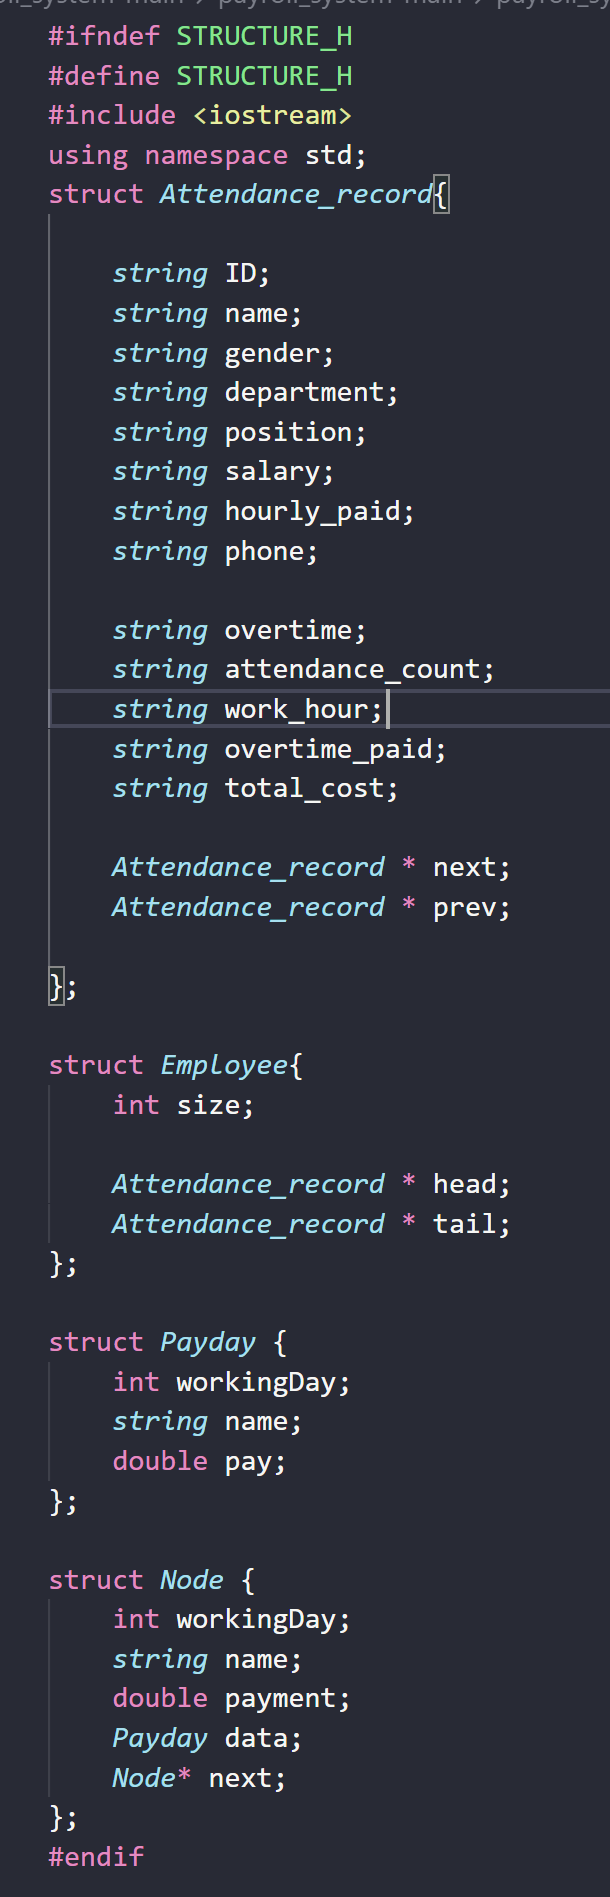 #ifndef STRUCTURE_H
#define STRUCTURE_H
#include <iostream>
using namespace std;
struct Attendance_record{
string ID;
string name;
string gender;
string department;
string position;
string salary;
string hourly_paid;
string phone;
string overtime;
string attendance_count;
string work_hour;
string overtime_paid;
string total_cost;
Attendance_record * next;
Attendance_record * prev;
};
struct Employee{
int size;
Attendance_record * head;
Attendance_record * tail;
};
struct Payday {
int workingDay;
string name;
double pay;
};
struct Node {
int workingDay;
string name;
double payment;
Payday data;
Node* next;
};
#endif